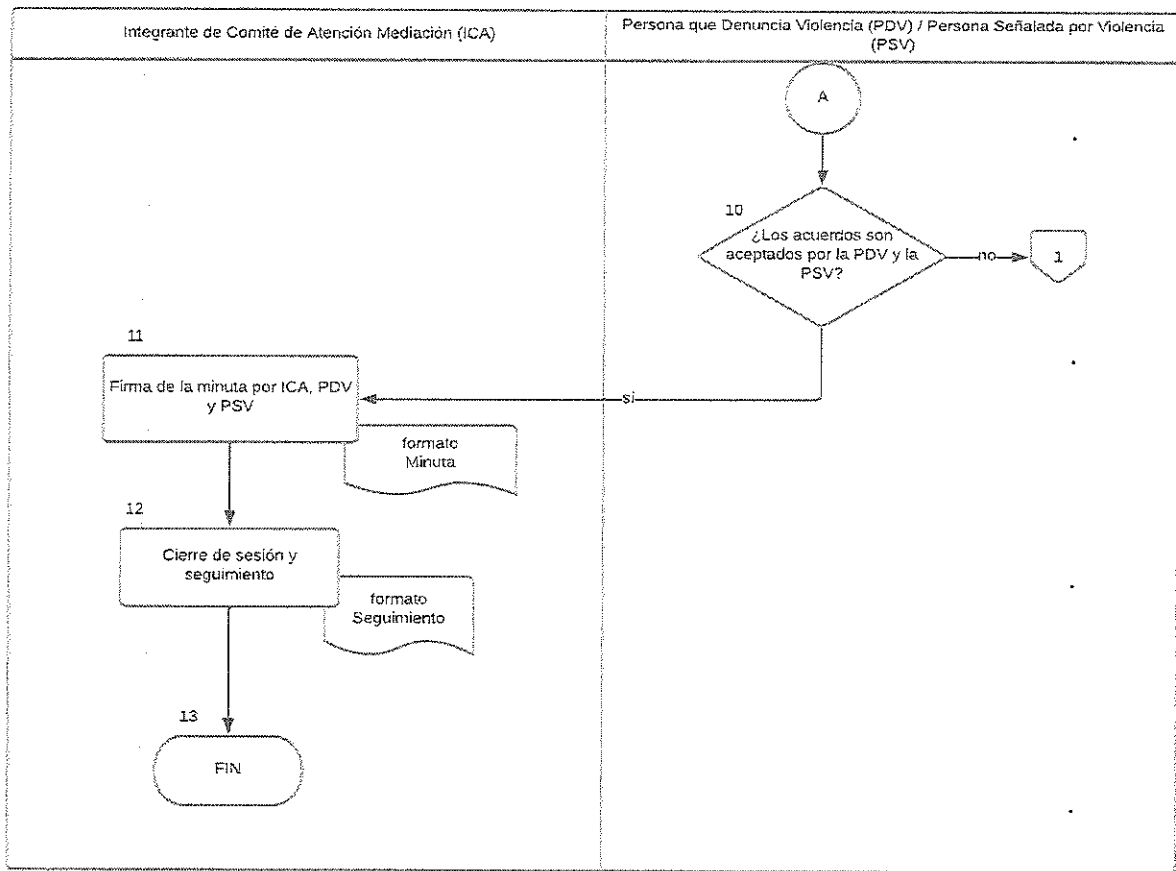 Integrante de Comité de Atención Mediación (ICA)
Persona que Denuncia Violencia (PDV) / Persona Señalada por Violencia
(PSV)
A
10
¿Los acuerdos son
aceptados por la PDV y la
PSV?
no
1
si
11
Firma de la minuta por ICA, PDV
y PSV
formato
Minuta
12
Cierre de sesión y
seguimiento
formato
Seguimiento
13
FIN